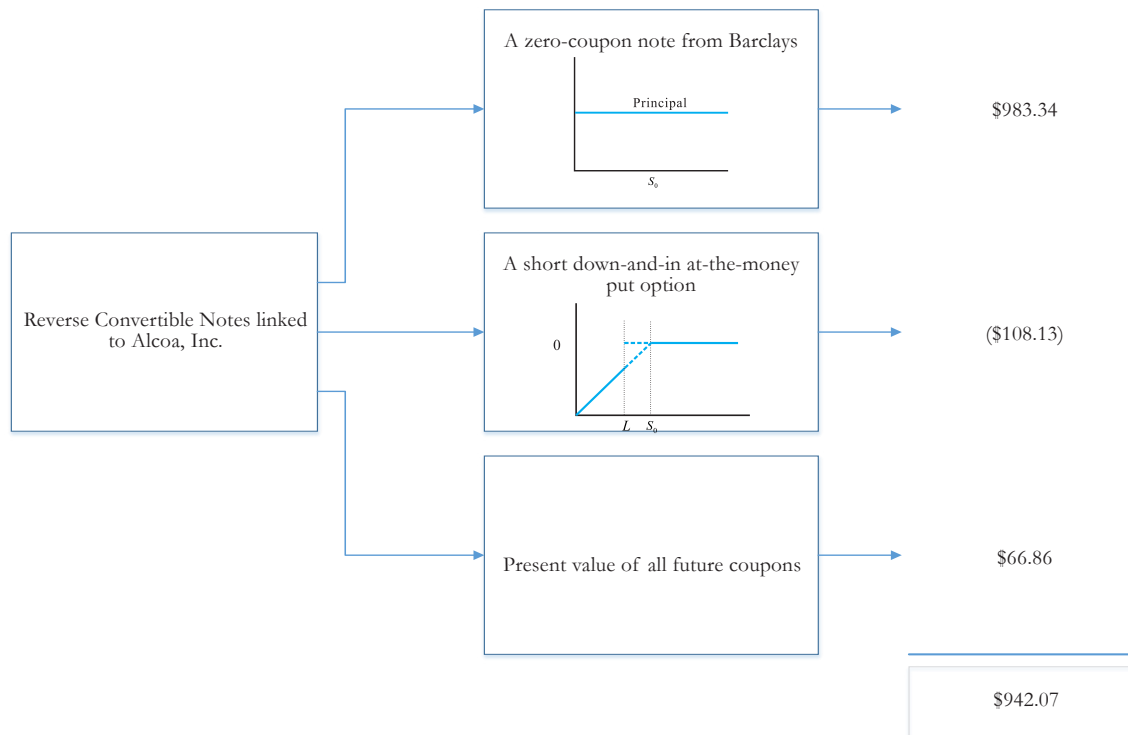 Reverse Convertible Notes linked
to Alcoa, Inc.
A zero-coupon note from Barclays
Principal
S₀
$983.34
A short down-and-in at-the-money
put option
0
L S₀
($108.13)
Present value of all future coupons
$66.86
$942.07